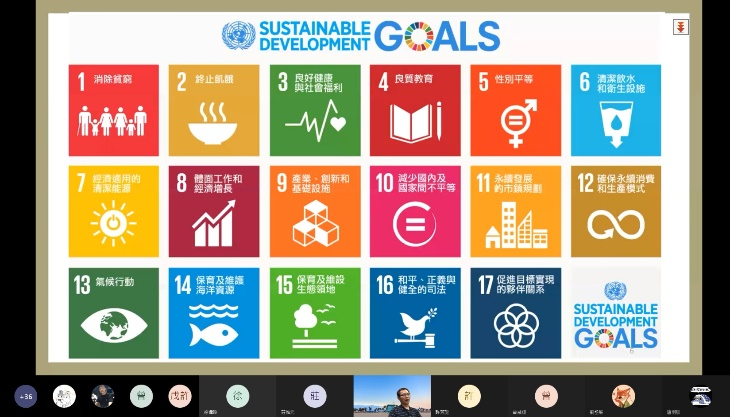 SUSTAINABLE
DEVELOPMENT
GOALS
1 消除貧窮
2 終止飢餓
3 良好健康
與社會福利
4 良質教育
5 性別平等
6 清潔飲水
和衛生設施
7 經濟適用的
清潔能源
8 體面工作和
經濟增長
9 產業、創新和
基礎設施
10 減少國內及
國家間不平等
11 永續發展
的市鎮規劃
12 確保永續消費
和生產模式
13 氣候行動
14 保育及維護
海洋資源
15 保育及維護
生態領地
16 和平、正義與
健全的司法
17 促進目標實現
的夥伴關係
SUSTAINABLE
DEVELOPMENT
GOALS
+36
曾
徐
莊
許
曾